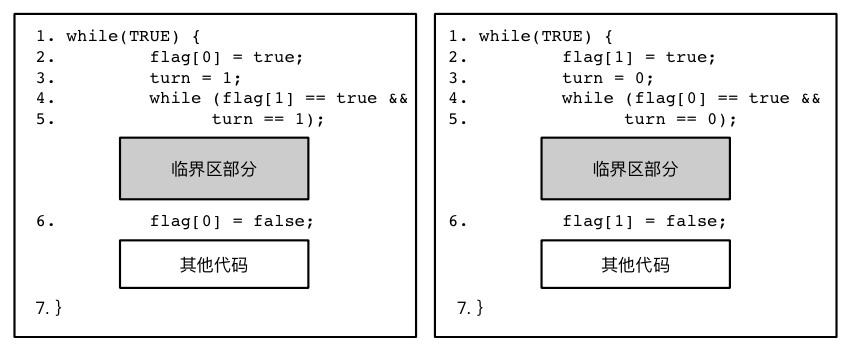 1. while(TRUE) {
2. flag[0] = true;
3. turn = 1;
4. while (flag[1] == true &&
5. turn == 1);
临界区部分
6. flag[0] = false;
其他代码
7. }
1. while(TRUE) {
2. flag[1] = true;
3. turn = 0;
4. while (flag[0] == true &&
5. turn == 0);
临界区部分
6. flag[1] = false;
其他代码
7. }